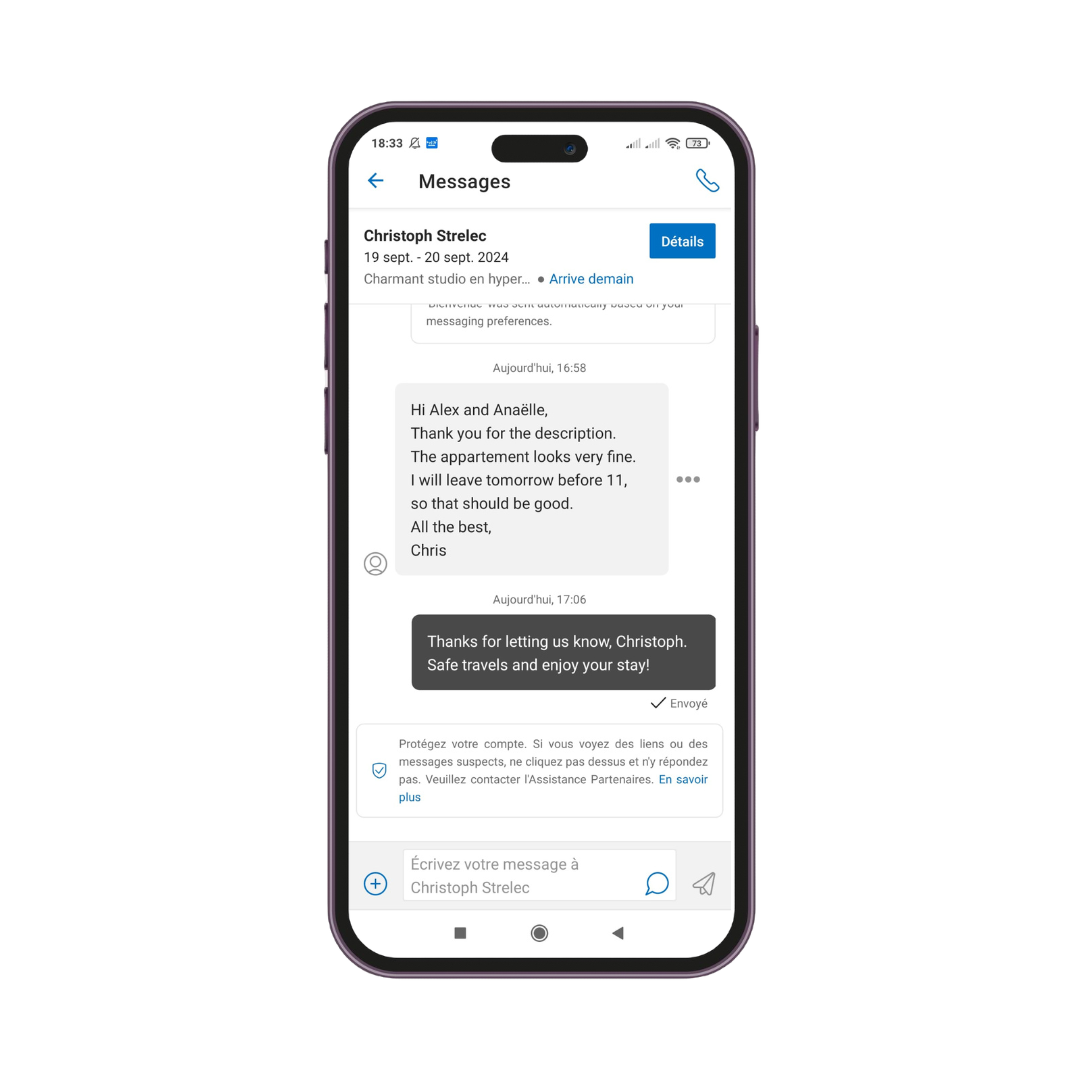 18:33
73
Messages
Christoph Strelec
19 sept. - 20 sept. 2024
Détails
Charmant studio en hyper... • Arrive demain
'Bienvenue' was sent automatically based on your
messaging preferences.
Aujourd'hui, 16:58
Hi Alex and Anaëlle,
Thank you for the description.
The appartement looks very fine.
I will leave tomorrow before 11,
so that should be good.
All the best,
Chris
Aujourd'hui, 17:06
Thanks for letting us know, Christoph.
Safe travels and enjoy your stay!
Envoyé
Protégez votre compte. Si vous voyez des liens ou des
messages suspects, ne cliquez pas dessus et n'y répondez
pas. Veuillez contacter l'Assistance Partenaires. En savoir
plus
Écrivez votre message à
Christoph Strelec